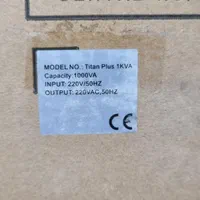 MODEL NO.: Titan Plus 1KVA
Capacity: 1000VA
INPUT: 220V/50HZ
OUTPUT: 220VAC,50HZ
CE